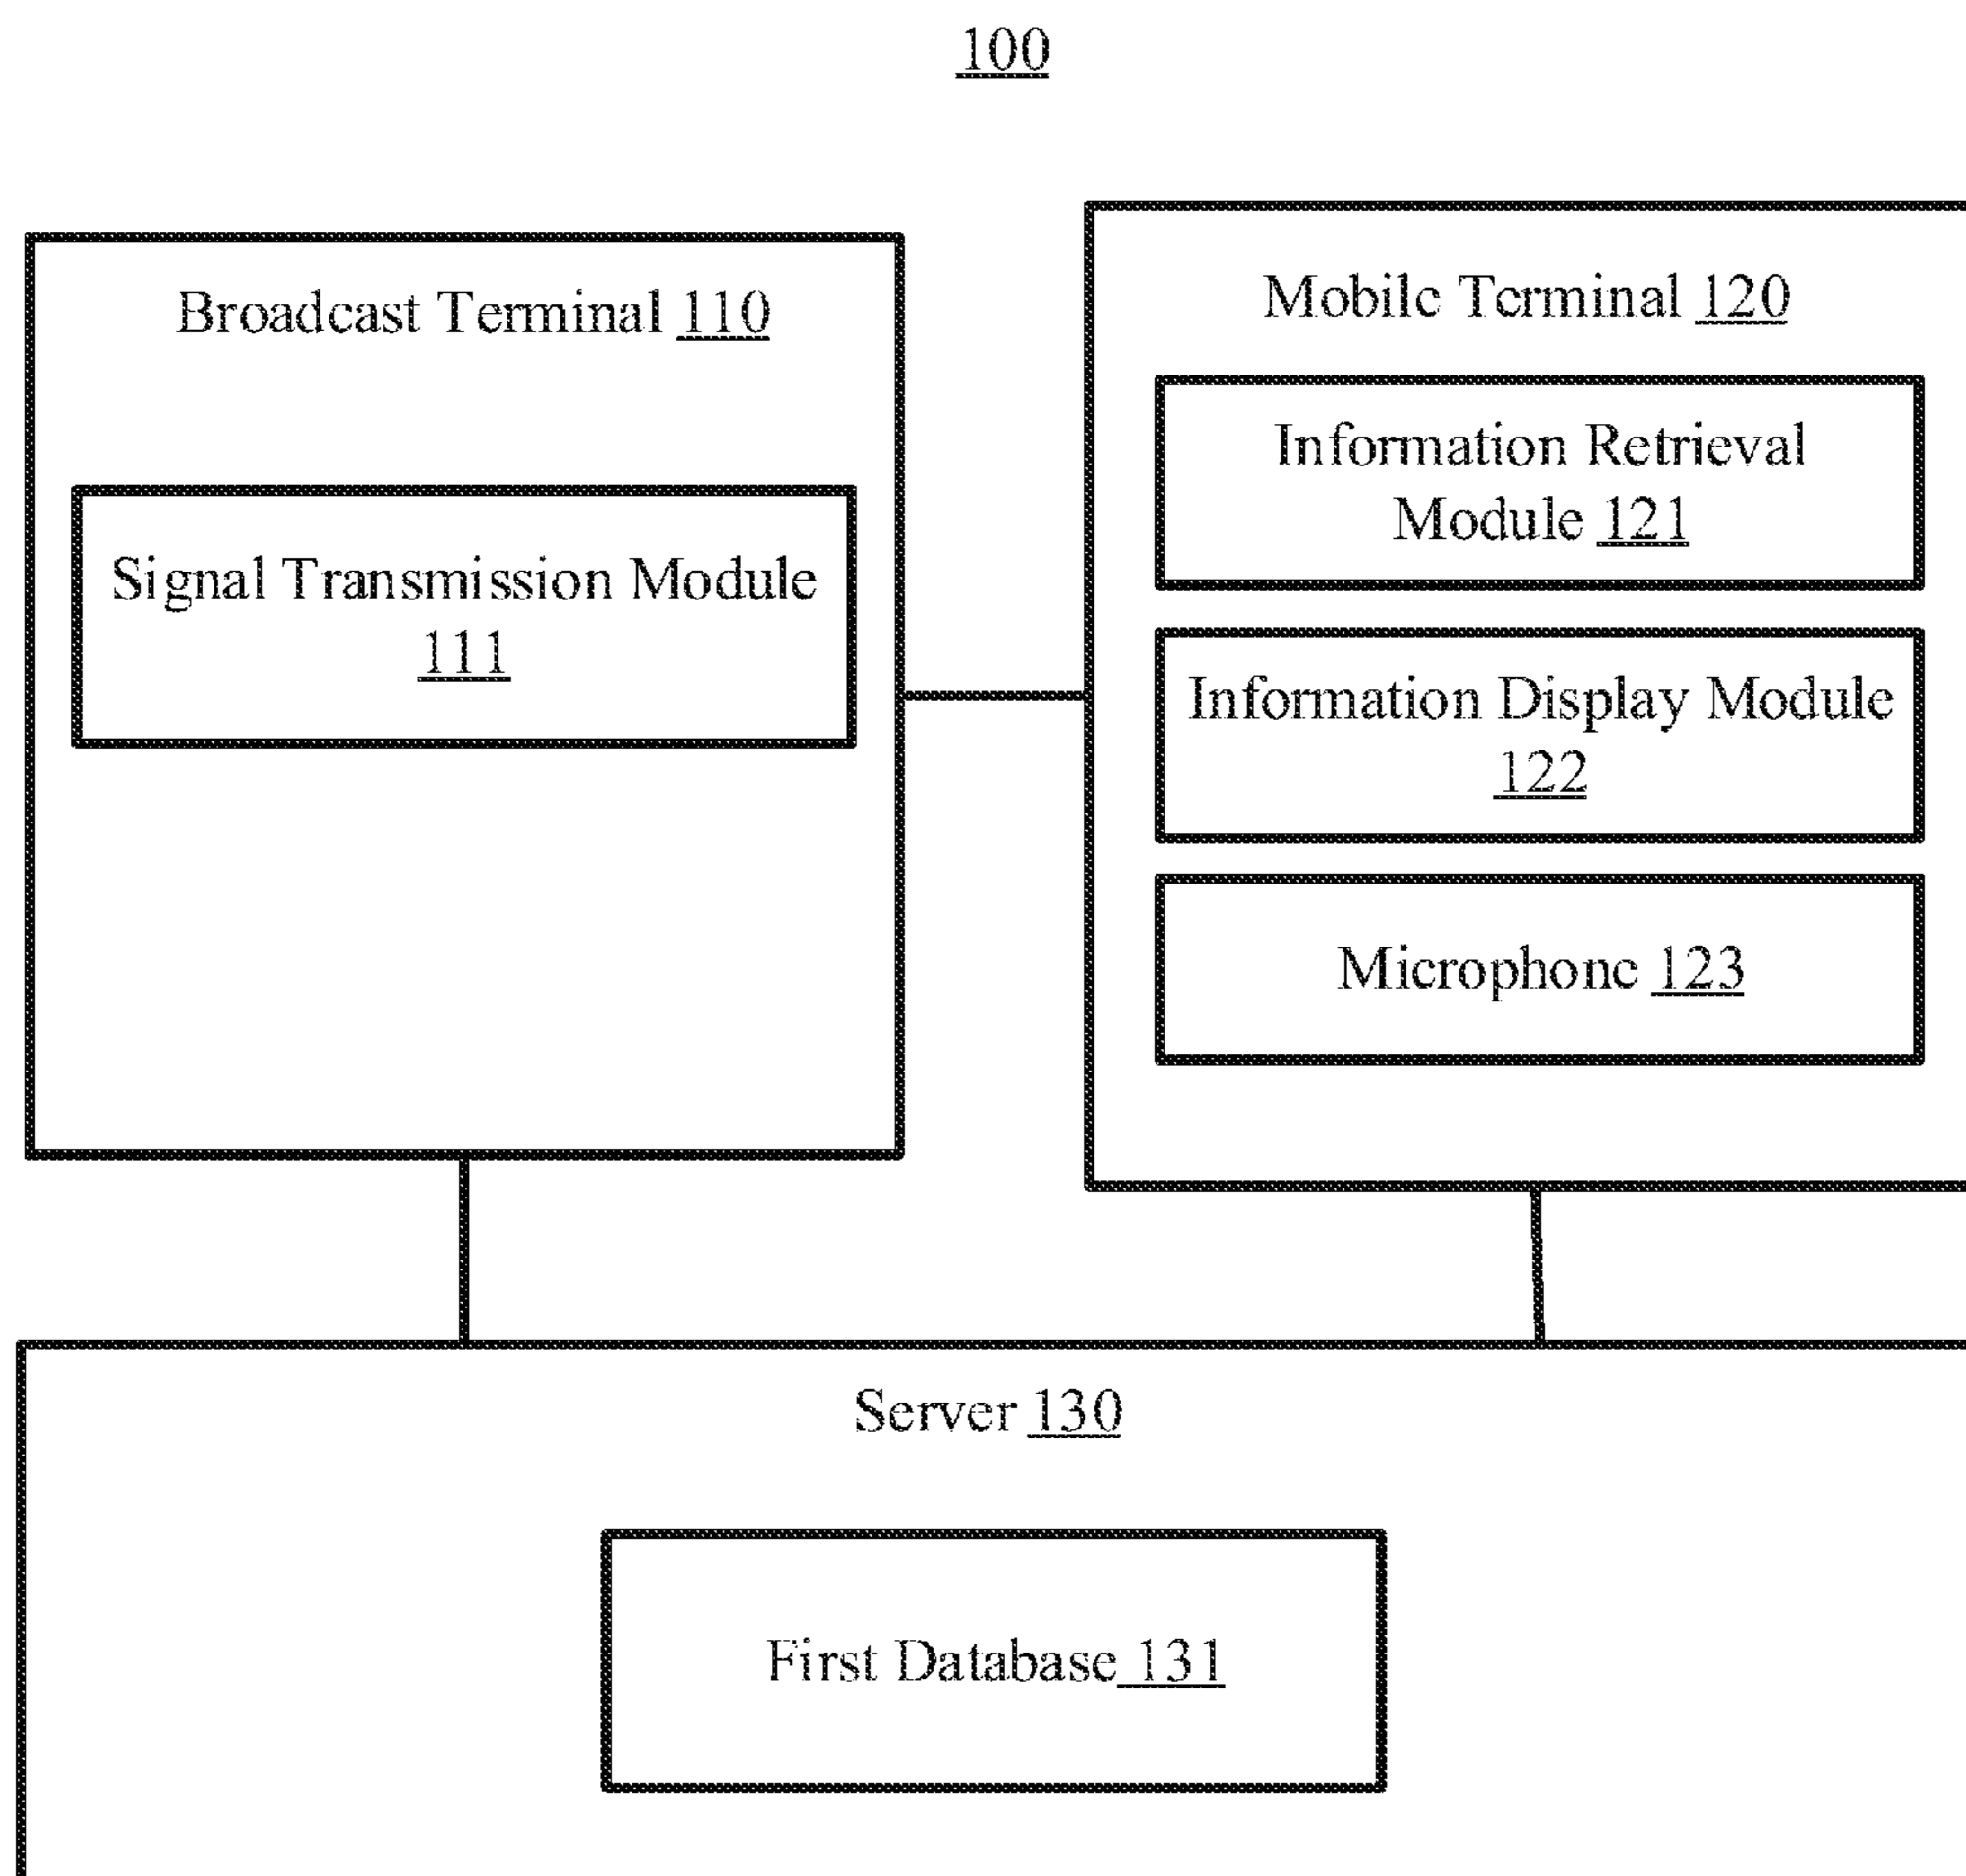 100
Broadcast Terminal 110
Signal Transmission Module
111
Mobile Terminal 120
Information Retrieval
Module 121
Information Display Module
122
Microphone 123
Server 130
First Database 131